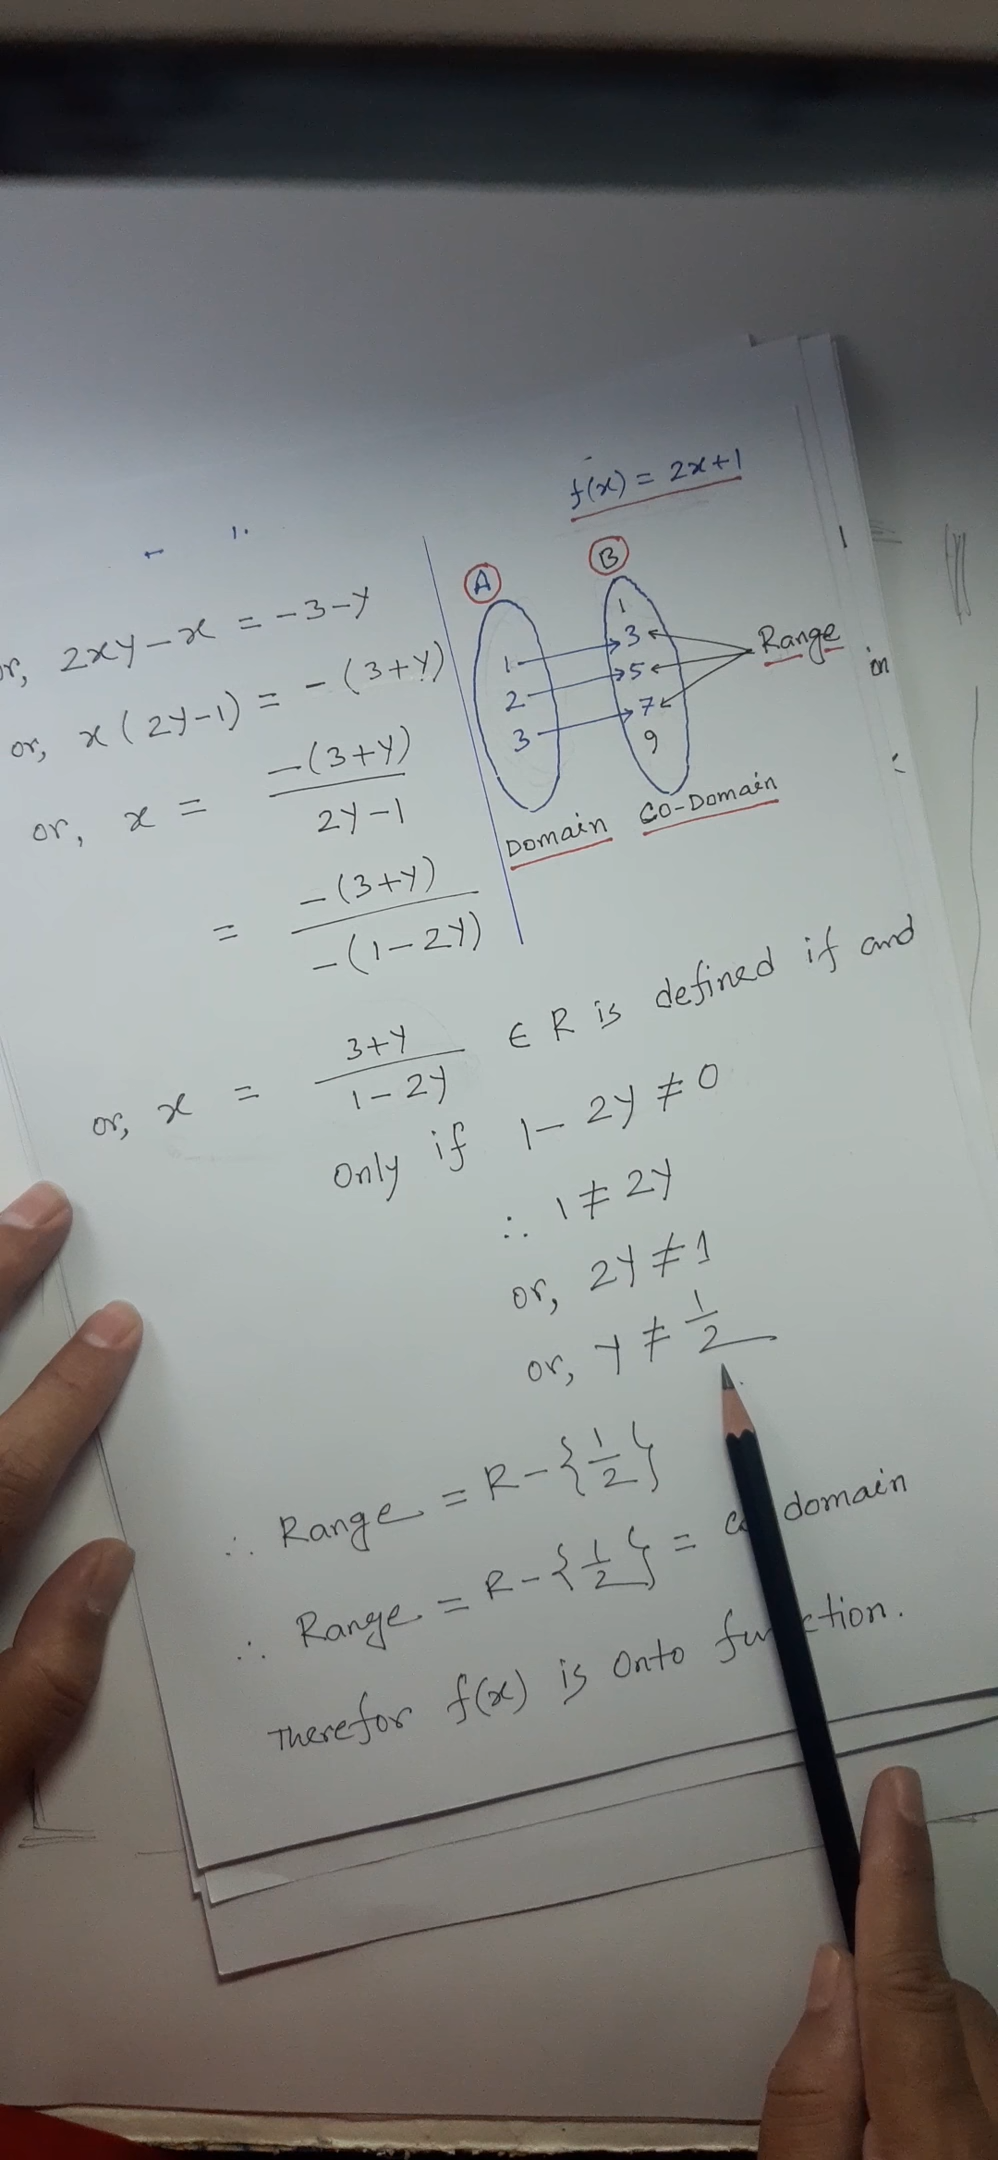 f(x) = 2x+1
A B
or, 2xy-x = -3-y
or, x(2y-1) = -(3+y)
or, x = -(3+y) / 2y-1
1 2 3
1 3 5 7 9
Range
in
Domain Co-Domain
= -(3+y) / -(1-2y)
or, x = 3+y / 1-2y ∈ R is defined if and
only if 1-2y ≠ 0
∴ 1 ≠ 2y
or, 2y ≠ 1
or, y ≠ 1/2
∴ Range = R-{1/2}
∴ Range = R-{1/2} = domain
Therefor f(x) is onto function.